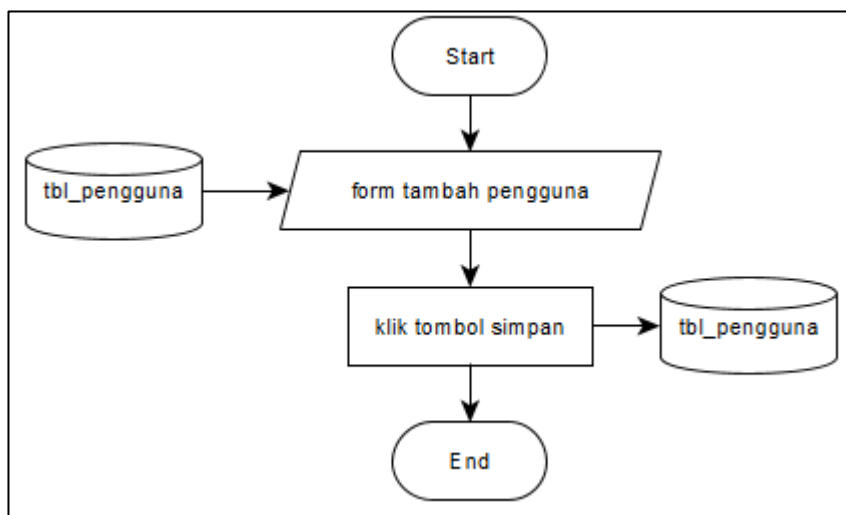 Start
tbl_pengguna
form tambah pengguna
klik tombol simpan
tbl_pengguna
End